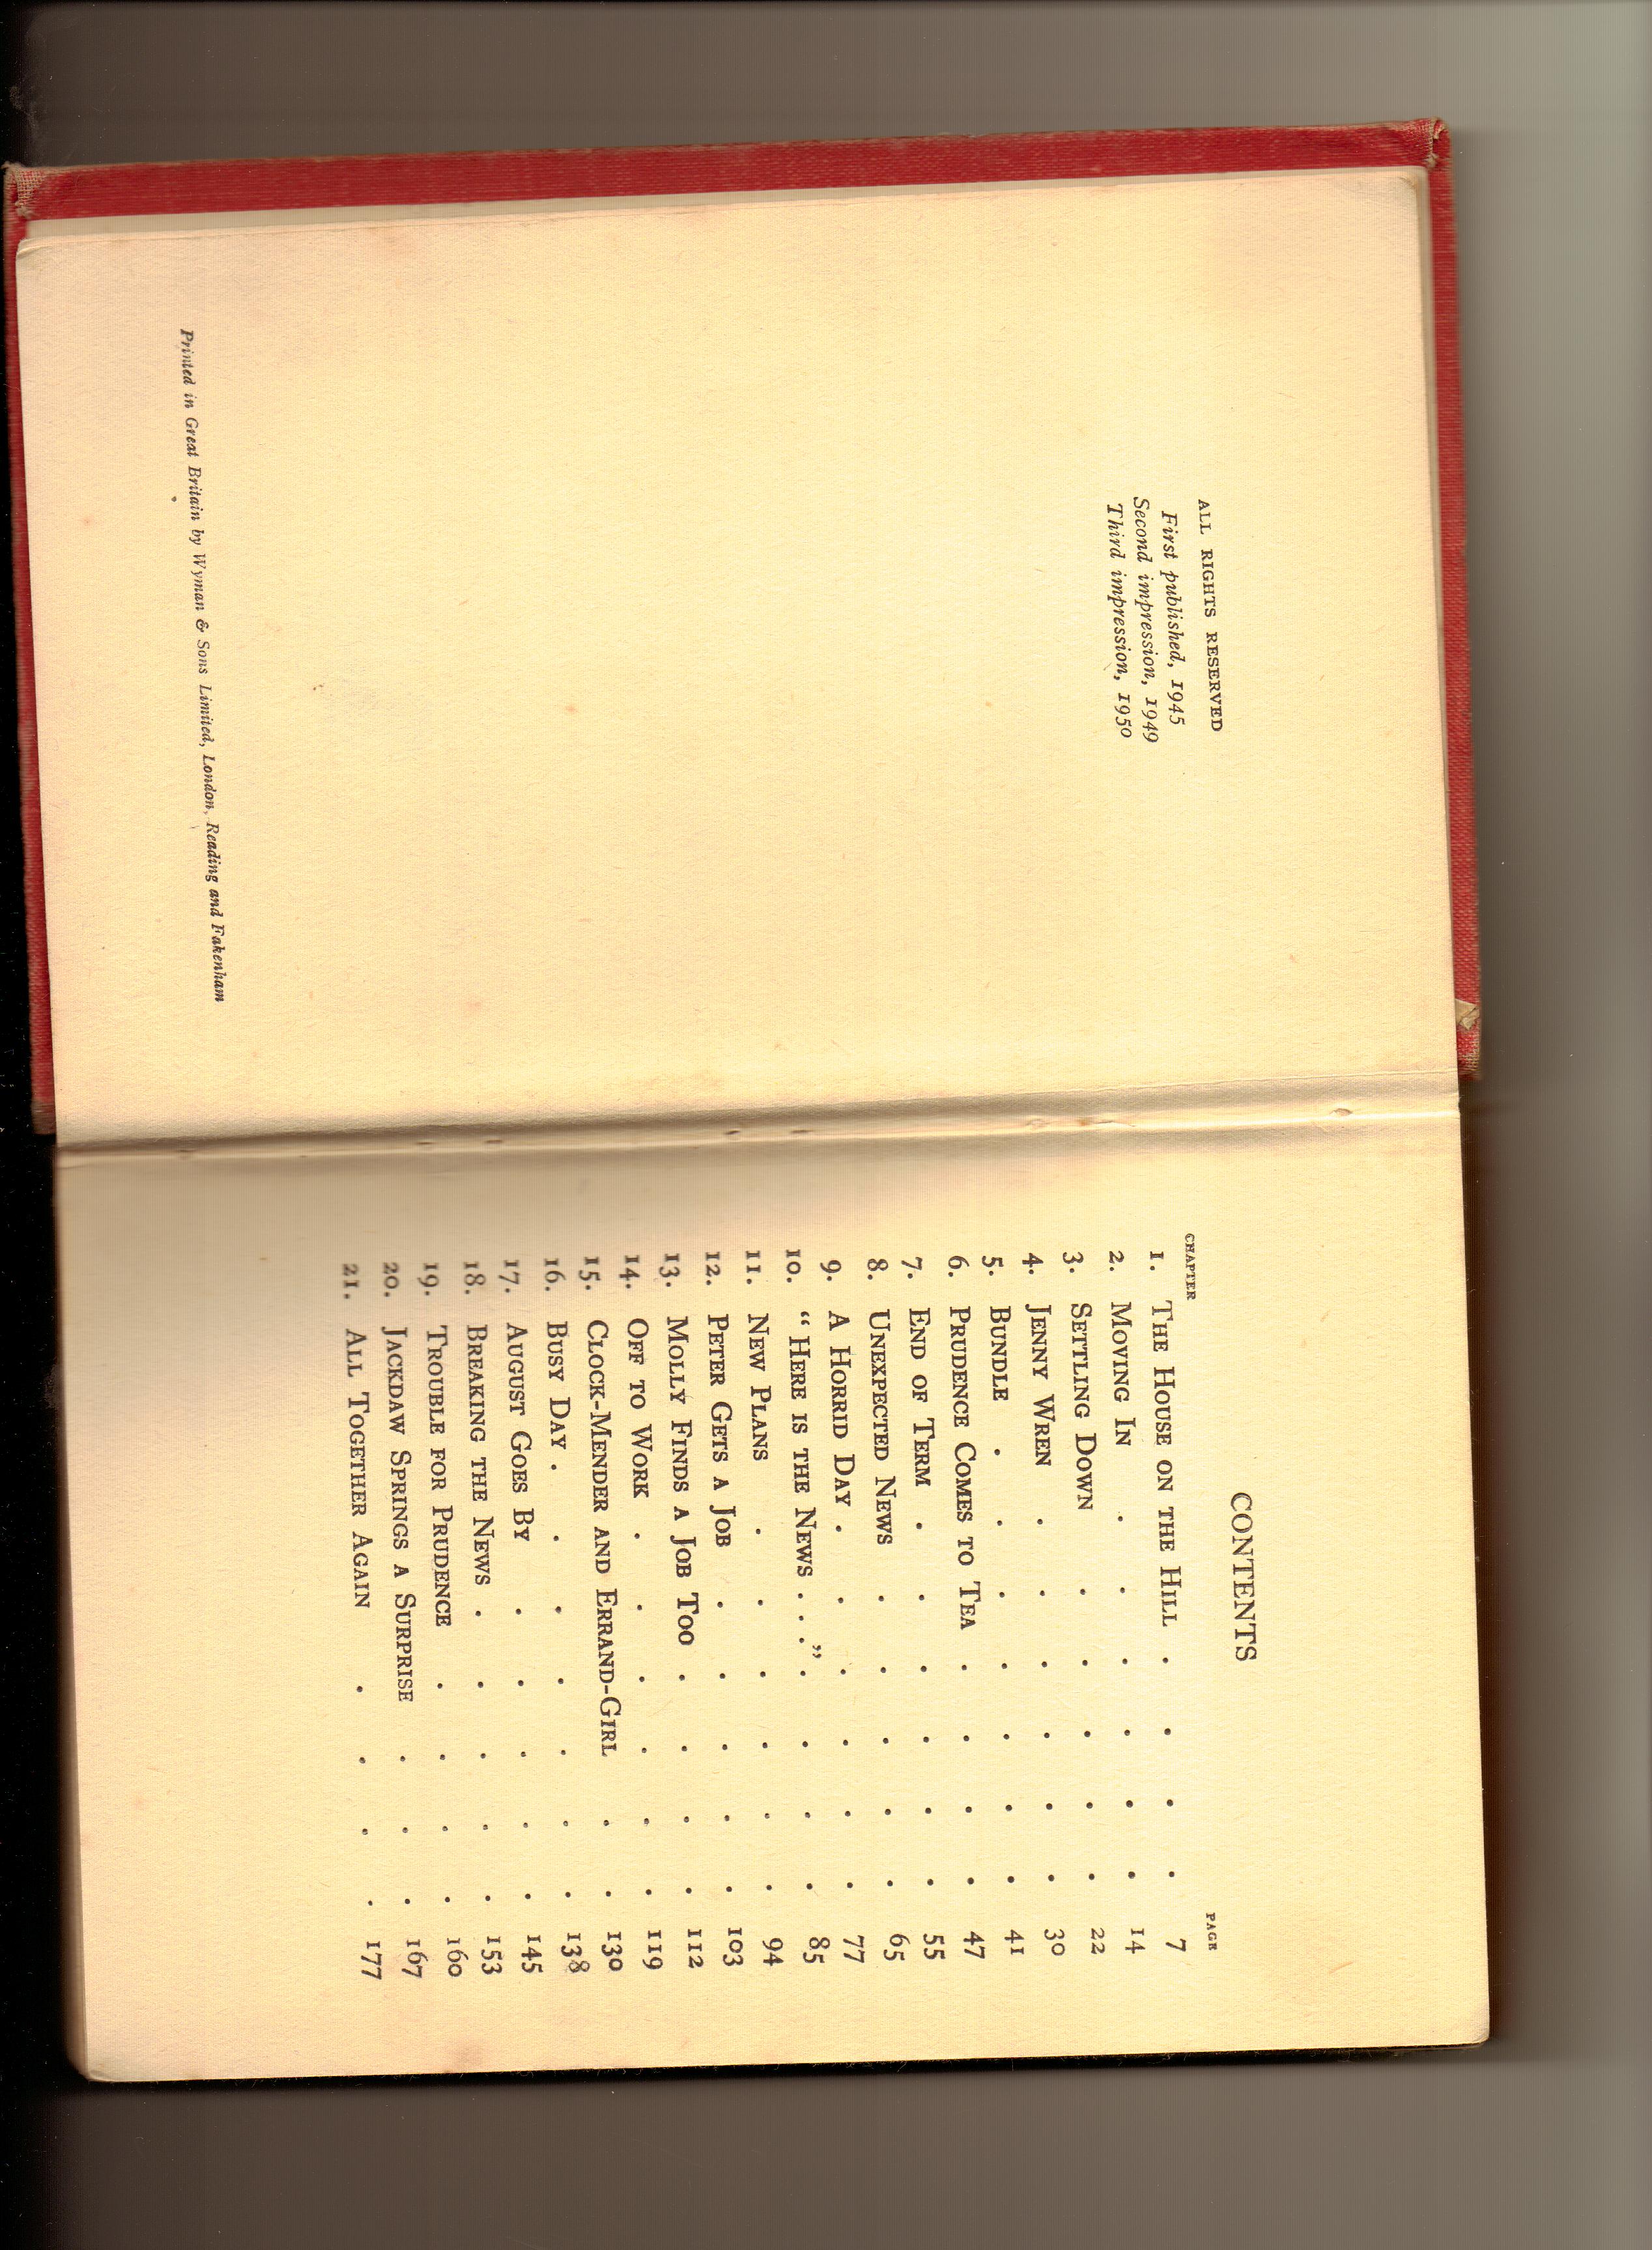 ALL RIGHTS RESERVED
First published, 1945
Second impression, 1949
Third impression, 1950
Printed in Great Britain by Wyman & Sons Limited, London, Reading and Fakenham
CONTENTS
CHAPTER PAGE
1. The House on the Hill . . . . 7
2. Moving In . . . . . . 14
3. Settling Down . . . . . 22
4. Jenny Wren . . . . . . 30
5. Bundle . . . . . . . 41
6. Prudence Comes to Tea . . . . 47
7. End of Term . . . . . . 55
8. Unexpected News . . . . . 65
9. A Horrid Day . . . . . . 77
10. “Here is the News . . .” . . . . 85
11. New Plans . . . . . . 94
12. Peter Gets a Job . . . . . 103
13. Molly Finds a Job Too . . . . 112
14. Off to Work . . . . . . 119
15. Clock-Mender and Errand-Girl . . 130
16. Busy Day . . . . . . . 138
17. August Goes By . . . . . 145
18. Breaking the News . . . . . 153
19. Trouble for Prudence . . . . 160
20. Jackdaw Springs a Surprise . . . 167
21. All Together Again . . . . 177